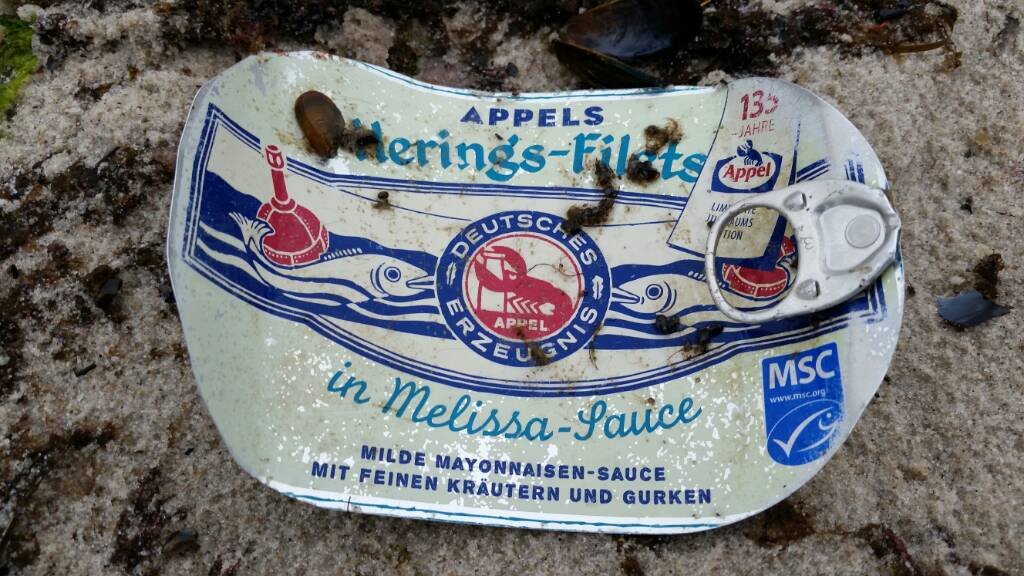 APPELS
Herings-Filets
135
-JAHRE
Appel
DEUTSCHES
ERZEUGNIS
APPEL
in Melissa-Sauce
MILDE MAYONNAISEN-SAUCE
MIT FEINEN KRÄUTERN UND GURKEN
MSC
www.msc.org